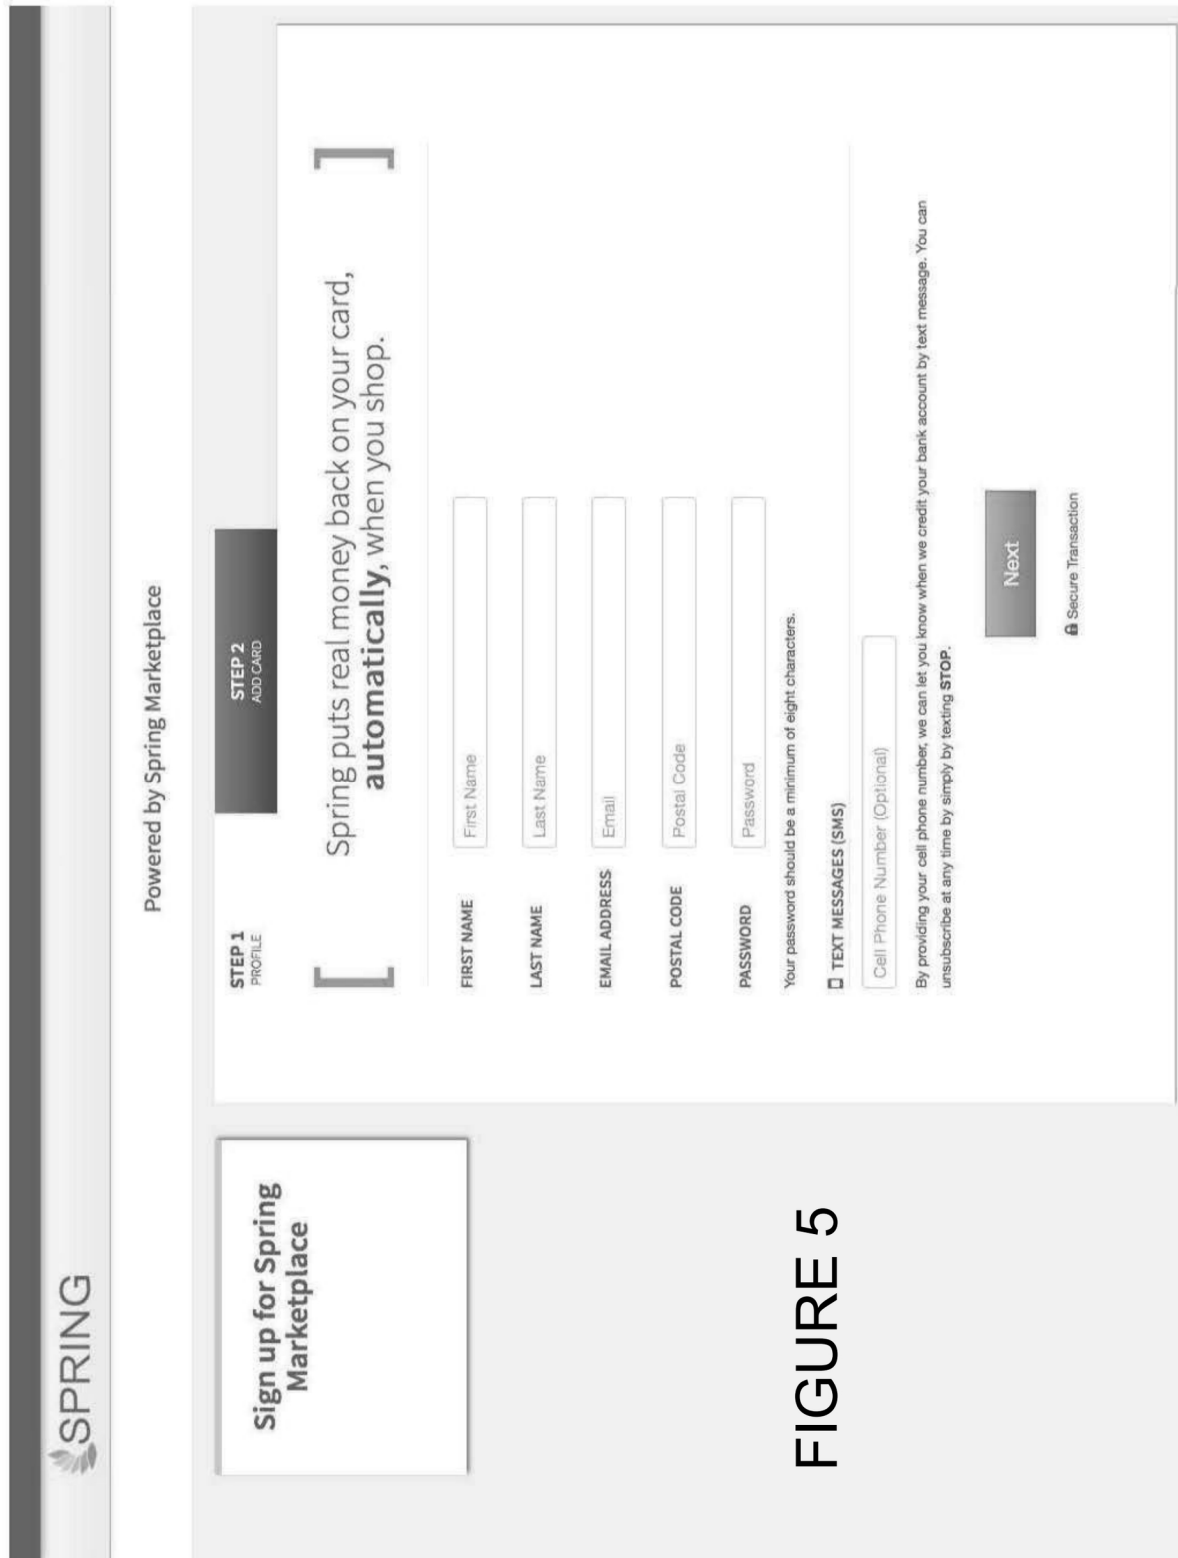 SPRING
Powered by Spring Marketplace
Sign up for Spring
Marketplace
STEP 1
PROFILE
STEP 2
ADD CARD
[ Spring puts real money back on your card,
automatically, when you shop. ]
FIRST NAME
First Name
LAST NAME
Last Name
EMAIL ADDRESS
Email
POSTAL CODE
Postal Code
PASSWORD
Password
Your password should be a minimum of eight characters.
TEXT MESSAGES (SMS)
Cell Phone Number (Optional)
By providing your cell phone number, we can let you know when we credit your bank account by text message. You can
unsubscribe at any time by simply by texting STOP.
Next
Secure Transaction
FIGURE 5